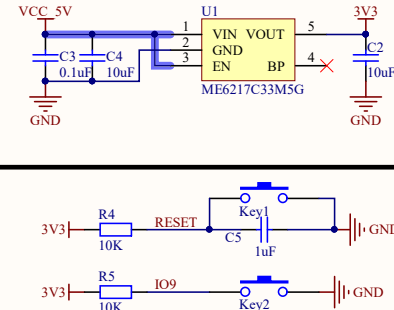 VCC_5V
U1
3V3
1 VIN VOUT 5
2 GND
3 EN BP 4
C3
0.1uF
C4
10uF
C2
10uF
ME6217C33M5G
GND
GND
Key1
R4
3V3
RESET
10K
C5
1uF
GND
R5
3V3
IO9
10K
Key2
GND